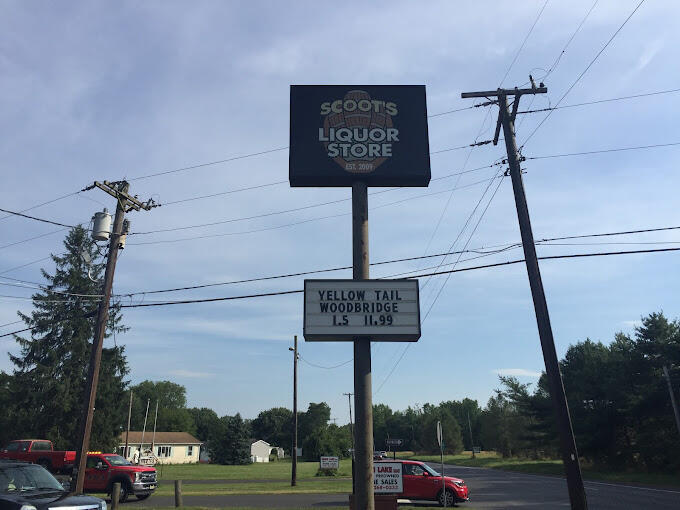 SCOOT'S
LIQUOR
STORE
EST. 2009
YELLOW TAIL
WOODBRIDGE
1.5 11.99
LAKE
SALES